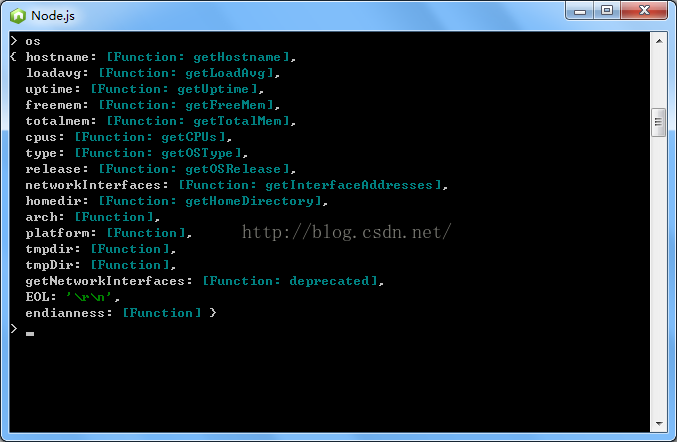 Node.js
> os
{ hostname: [Function: getHostname],
  loadavg: [Function: getLoadAvg],
  uptime: [Function: getUptime],
  freemem: [Function: getFreeMem],
  totalmem: [Function: getTotalMem],
  cpus: [Function: getCPUs],
  type: [Function: getOSType],
  release: [Function: getOSRelease],
  networkInterfaces: [Function: getInterfaceAddresses],
  homedir: [Function: getHomeDirectory],
  arch: [Function],
  platform: [Function],
http://blog.csdn.net/
  tmpdir: [Function],
  tmpDir: [Function],
  getNetworkInterfaces: [Function: deprecated],
  EOL: '\r\n',
  endianness: [Function] }
> _